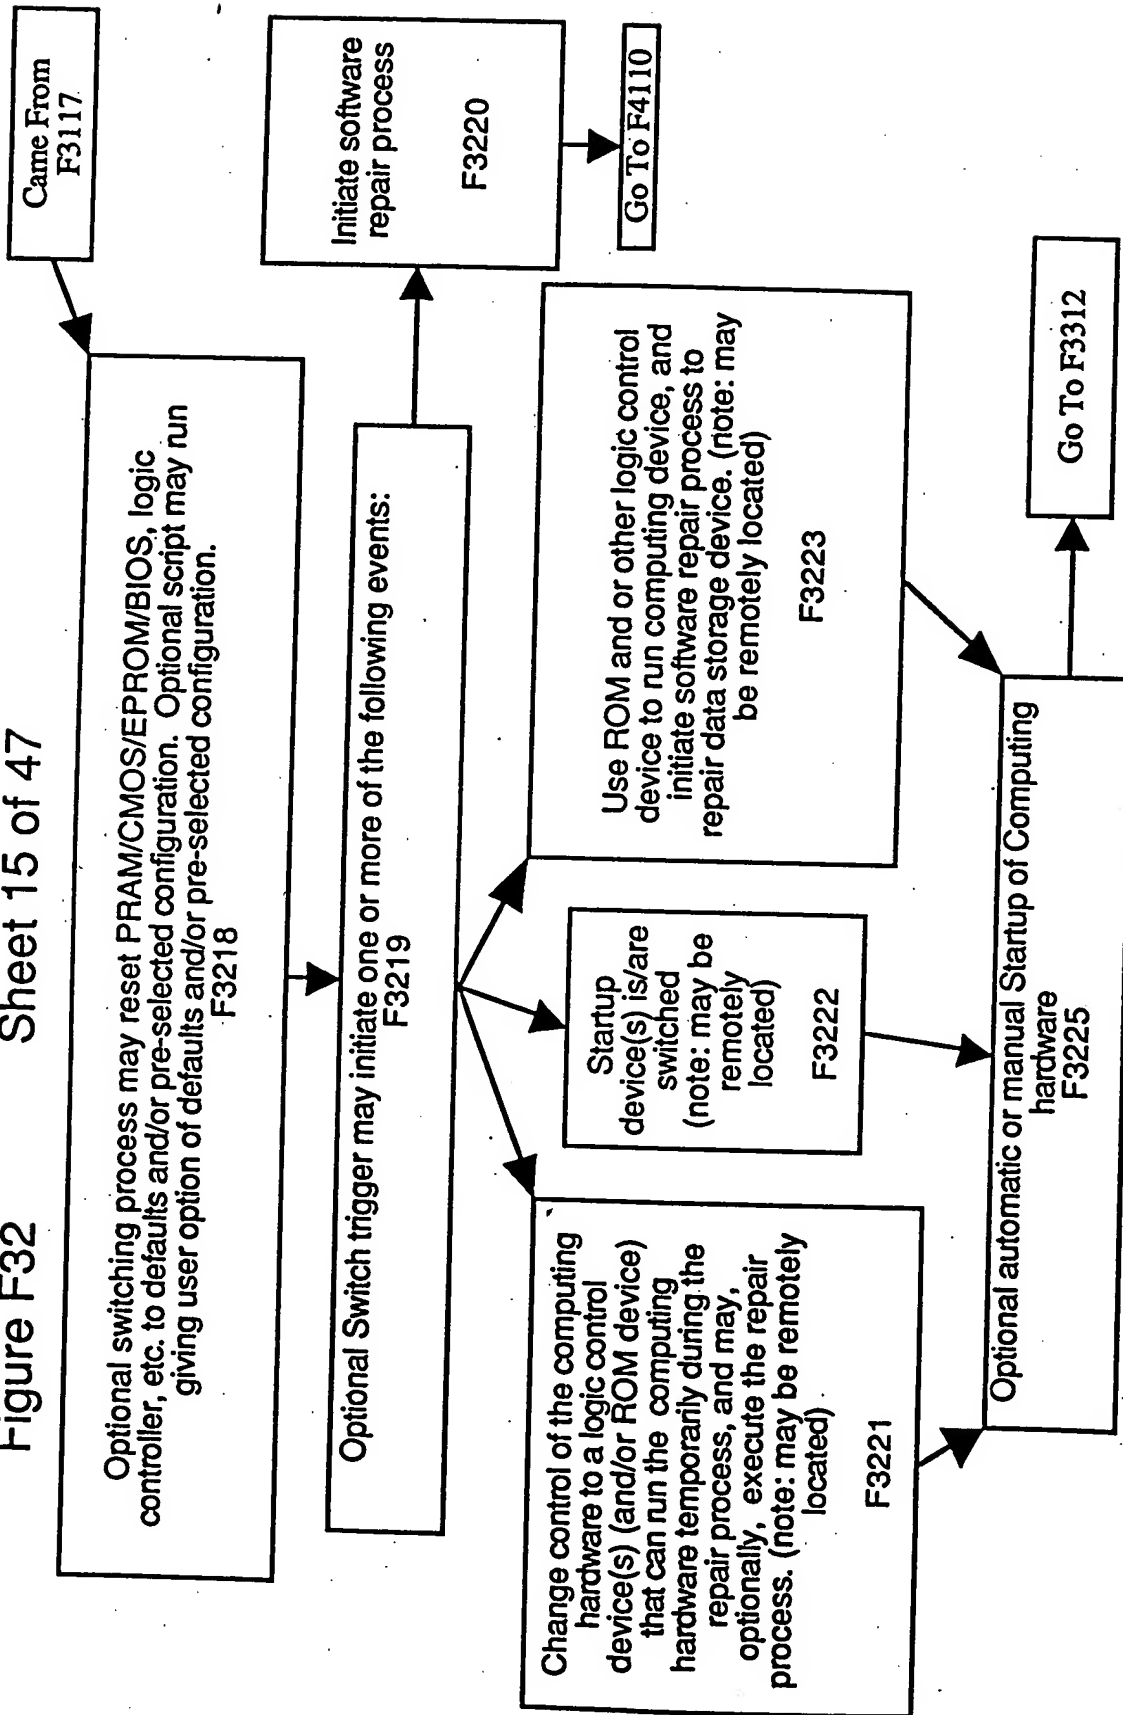 Figure F32 Sheet 15 of 47
Came From
F3117
Optional switching process may reset PRAM/CMOS/EPROM/BIOS, logic
controller, etc. to defaults and/or pre-selected configuration. Optional script may run
giving user option of defaults and/or pre-selected configuration.
F3218
Optional Switch trigger may initiate one or more of the following events:
F3219
Initiate software
repair process
F3220
Go To F4110
Change control of the computing
hardware to a logic control
device(s) (and/or ROM device)
that can run the computing
hardware temporarily during the
repair process, and may,
optionally, execute the repair
process. (note: may be remotely
located)
F3221
Startup
device(s) is/are
switched
(note: may be
remotely
located)
F3222
Use ROM and or other logic control
device to run computing device, and
initiate software repair process to
repair data storage device. (note: may
be remotely located)
F3223
Optional automatic or manual Startup of Computing
hardware
F3225
Go To F3312